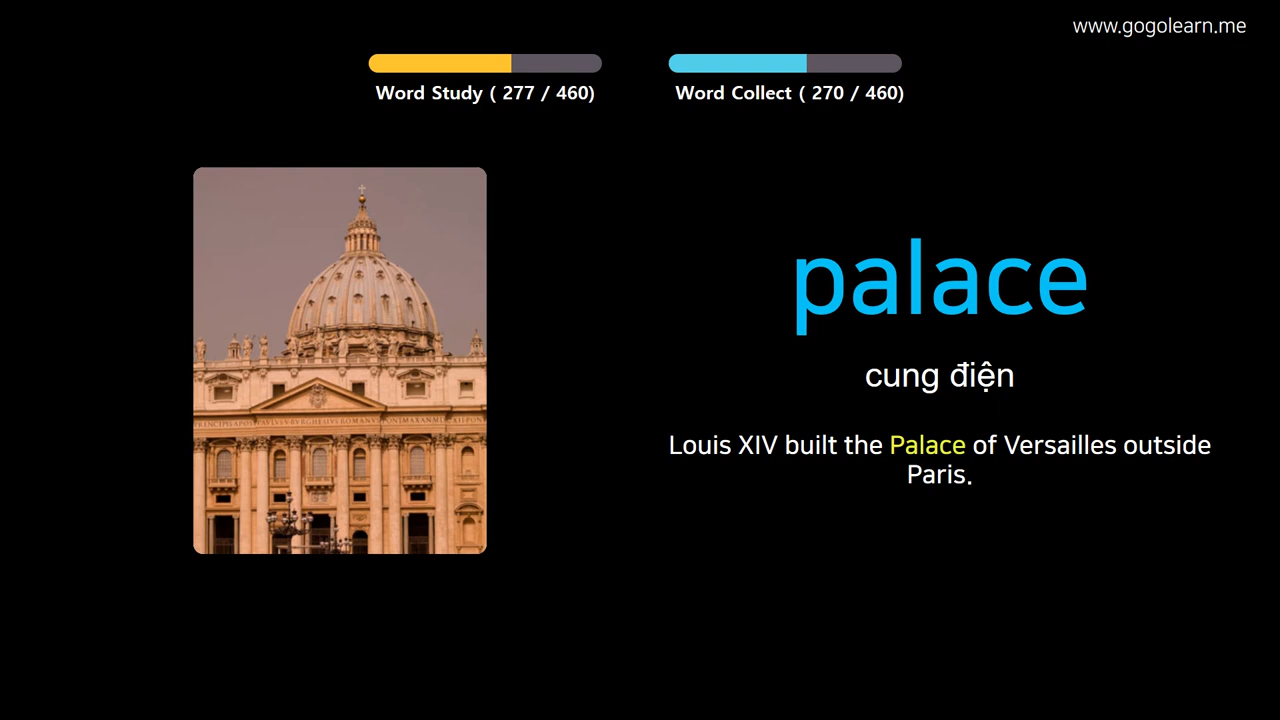 www.gogolearn.me
Word Study ( 277 / 460)
Word Collect ( 270 / 460)
palace
cung điện
Louis XIV built the Palace of Versailles outside
Paris.